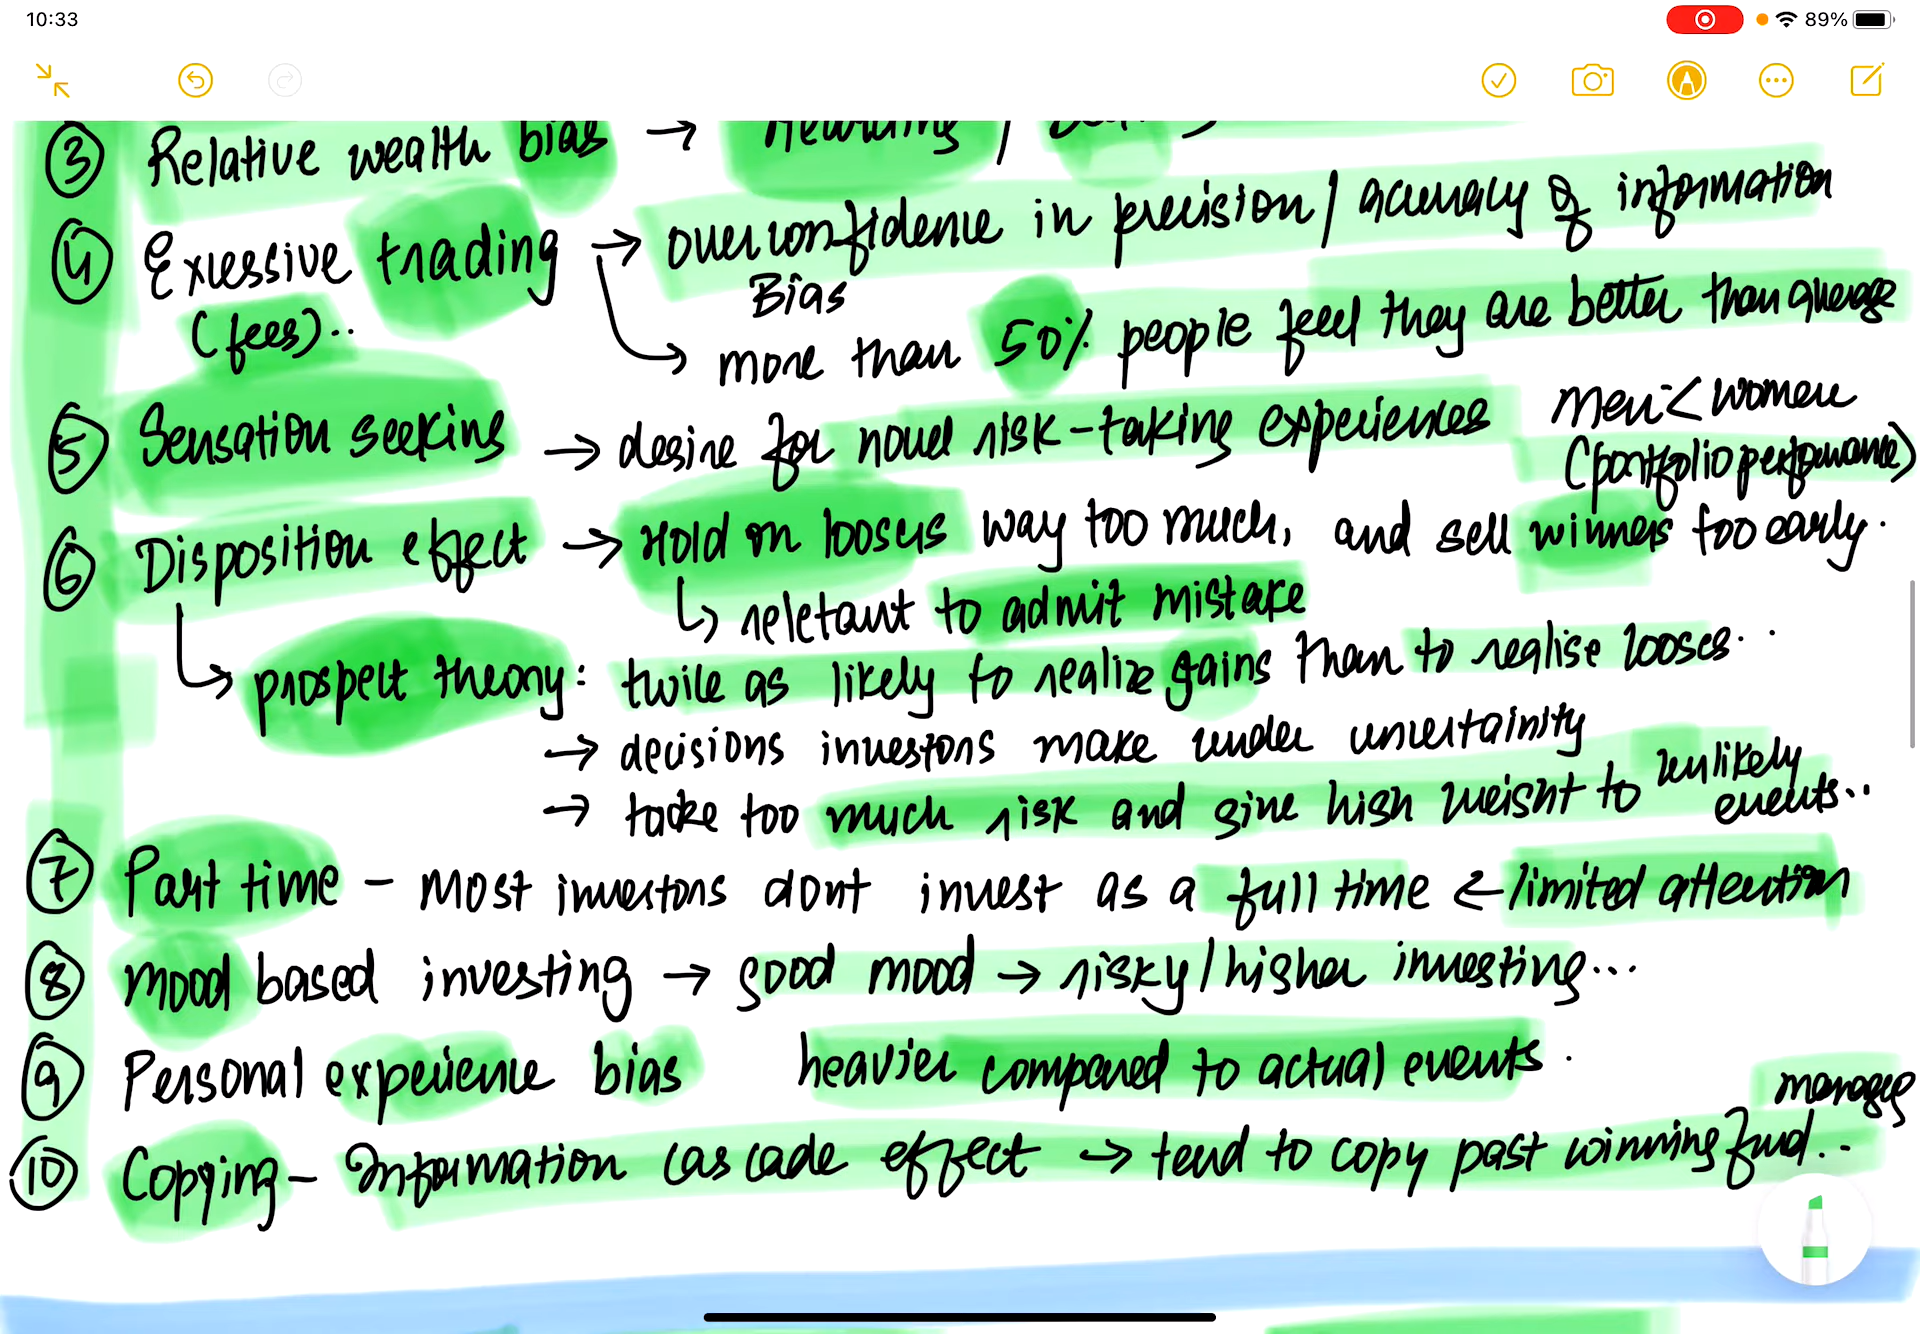 10:33 89%
③ Relative wealth bias →
④ Excessive trading → overconfidence in precision / accuracy of information
Bias
(fees)..
→ more than 50% people feel they are better than average
⑤ Sensation seeking → desire for novel risk-taking experiences
Men < women
(portfolio performance)
⑥ Disposition effect → Hold on loosers way too much, and sell winners too early.
↳ reletant to admit mistake
↳ prospect theory: twice as likely to realize gains than to realise looses..
→ decisions investors make under uncertainity
→ take too much risk and give high weight to unlikely
events..
⑦ Part time - most investors dont invest as a full time ← limited attention
⑧ Mood based investing → good mood → risky/higher investing...
⑨ Personal experience bias heavier compared to actual events.
⑩ Copying - Information cascade effect → tend to copy past winning fund..